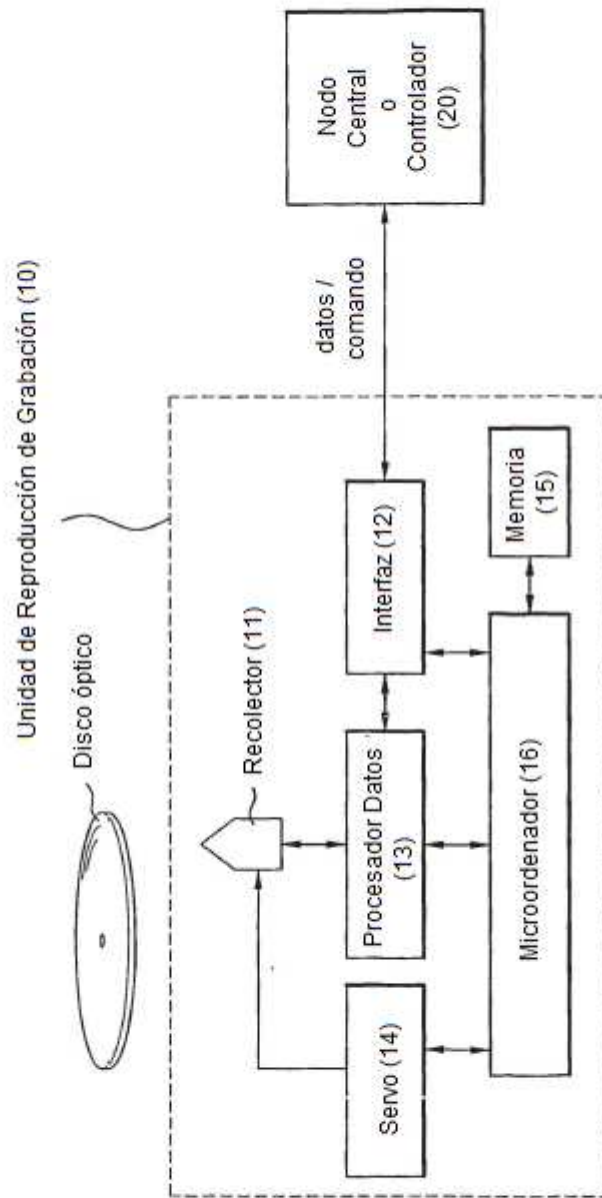 Unidad de Reproducción de Grabación (10)
Disco óptico
Recolector (11)
Servo (14)
Procesador Datos
(13)
Interfaz (12)
datos /
comando
Nodo
Central
o
Controlador
(20)
Microordenador (16)
Memoria
(15)